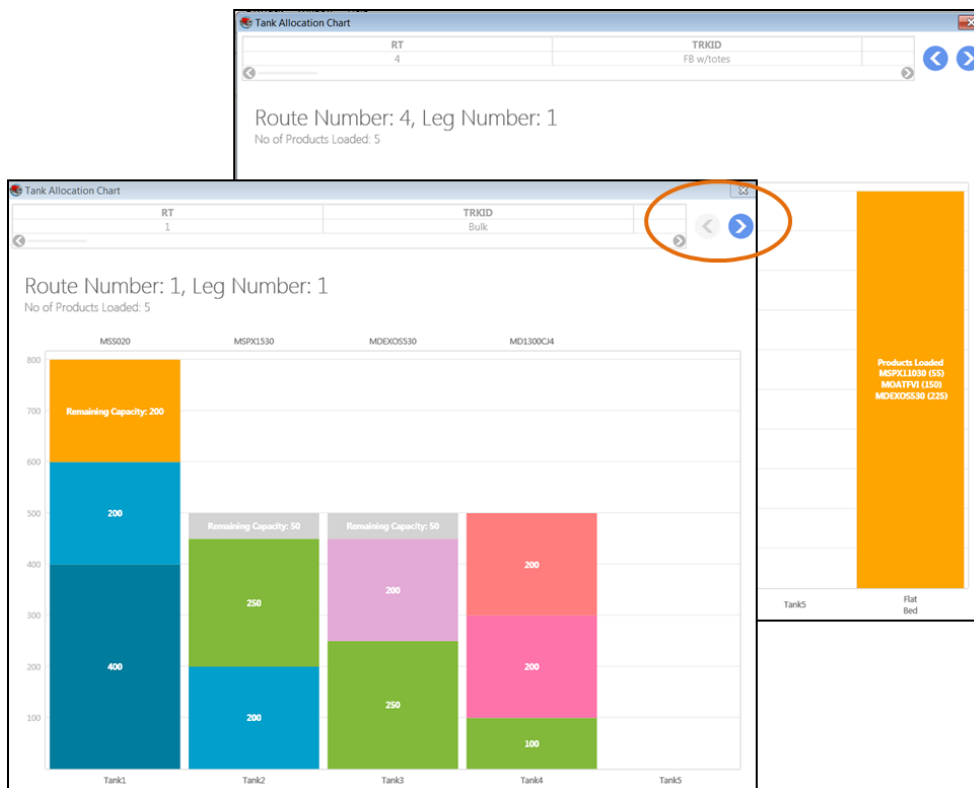 Tank Allocation Chart
RT TRKID
4 FB w/totes
Route Number: 4, Leg Number: 1
No of Products Loaded: 5
Products Loaded
MSPX11030 (55)
MOATFVI (150)
MDEXOS530 (225)
Tank5 Flat
Bed
Tank Allocation Chart
RT TRKID
1 Bulk
Route Number: 1, Leg Number: 1
No of Products Loaded: 5
MSS020 MSPX1530 MDEXOS530 MD1300CJ4
800
700 Remaining Capacity: 200
600
500 200 Remaining Capacity: 50 Remaining Capacity: 50
400 250 200 200
300
200 400 200 250 200
100 100
Tank1 Tank2 Tank3 Tank4 Tank5